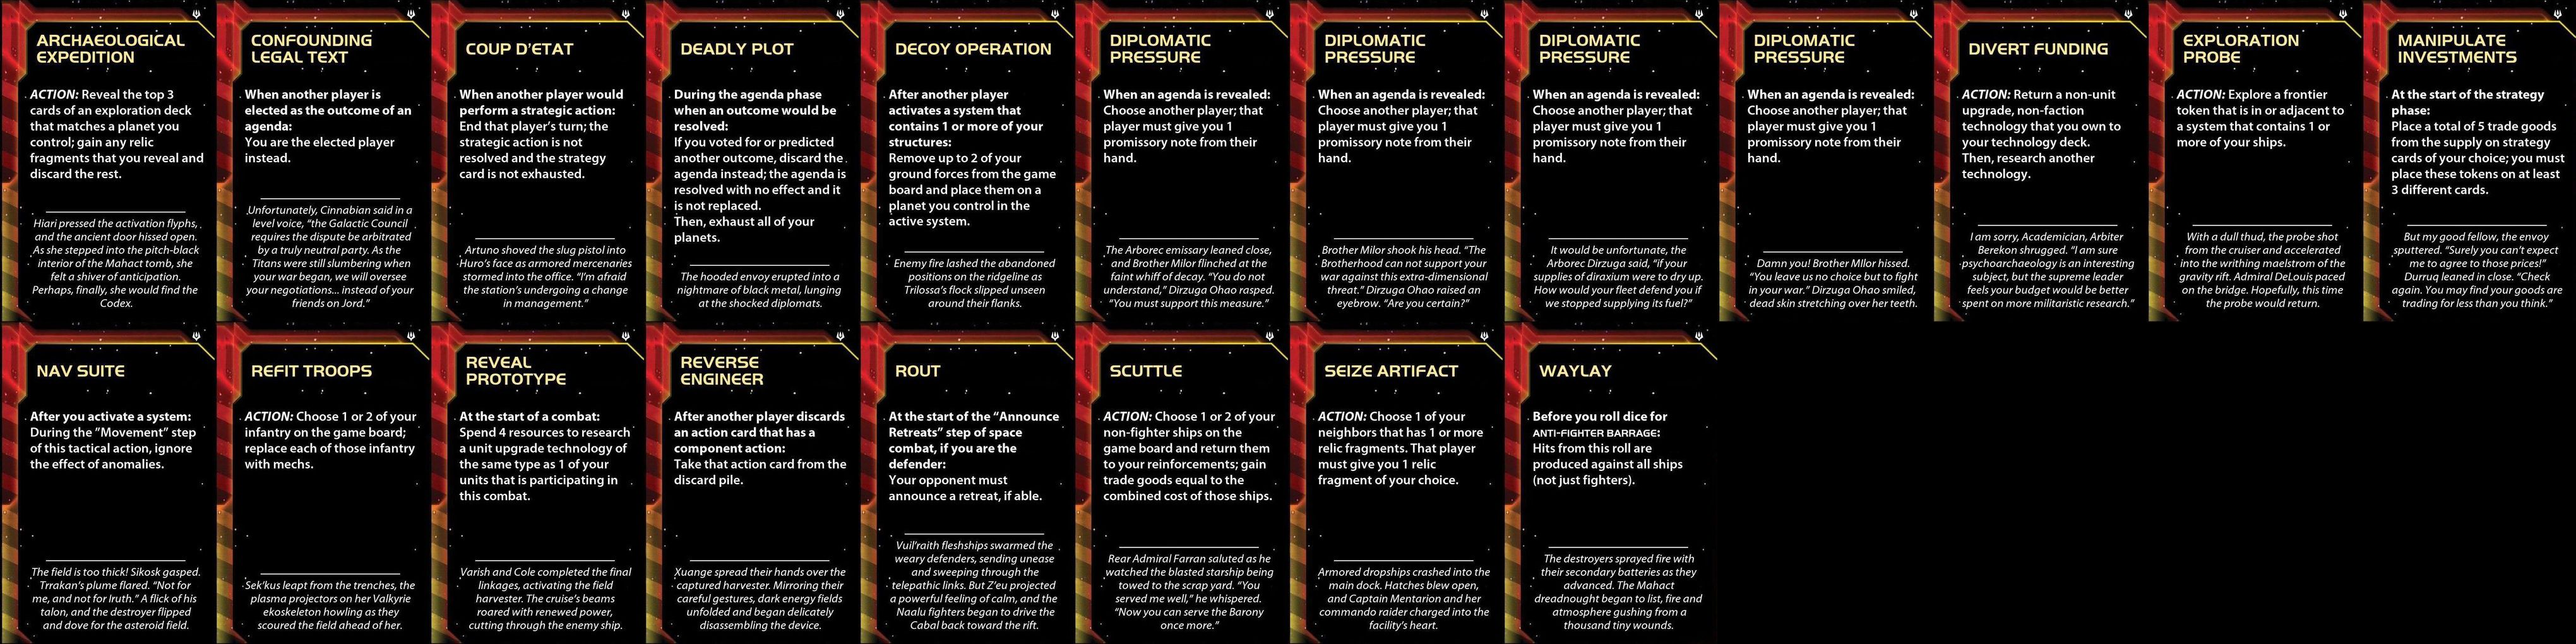 ARCHAEOLOGICAL
EXPEDITION
ACTION: Reveal the top 3
cards of an exploration deck
that matches a planet you
control; gain any relic
fragments that you reveal and
discard the rest.
Hiari pressed the activation flyphs,
and the ancient door hissed open.
As she stepped into the pitch-black
interior of the Mahact tomb, she
felt a shiver of anticipation.
Perhaps, finally, she would find the
Codex.
CONFOUNDING
LEGAL TEXT
When another player is
elected as the outcome of an
agenda:
You are the elected player
instead.
Unfortunately, Cinnabian said in a
level voice, “the Galactic Council
requires the dispute be arbitrated
by a truly neutral party. As the
Titans were still slumbering when
your war began, we will oversee
your negotiations... instead of your
friends on Jord.”
COUP D'ETAT
When another player would
perform a strategic action:
End that player's turn; the
strategic action is not
resolved and the strategy
card is not exhausted.
Arturo shoved the slug pistol into
Huro's face as armored mercenaries
stormed into the office. “I'm afraid
the station's undergoing a change
in management.”
DEADLY PLOT
During the agenda phase
when an outcome would be
resolved:
If you voted for or predicted
another outcome, discard the
agenda instead; the agenda is
resolved with no effect and it
is not replaced.
Then, exhaust all of your
planets.
The hooded envoy erupted into a
nightmare of black metal, lunging
at the shocked diplomats.
DECOY OPERATION
After another player
activates a system that
contains 1 or more of your
structures:
Remove up to 2 of your
ground forces from the game
board and place them on a
planet you control in the
active system.
Enemy fire lashed the abandoned
positions on the ridgeline as
Trilossa's flock slipped unseen
around their flanks.
DIPLOMATIC
PRESSURE
When an agenda is revealed:
Choose another player; that
player must give you 1
promissory note from their
hand.
The Arborec emissary leaned close,
and Brother Milor flinched at the
faint whiff of decay. “You do not
understand,” Dirzuga Ohao rasped.
“You must support this measure.”
DIPLOMATIC
PRESSURE
When an agenda is revealed:
Choose another player; that
player must give you 1
promissory note from their
hand.
Brother Milor shook his head. “The
Brotherhood can not support your
war against this extra-dimensional
threat.” Dirzuga Ohao raised an
eyebrow. “Are you certain?”
DIPLOMATIC
PRESSURE
When an agenda is revealed:
Choose another player; that
player must give you 1
promissory note from their
hand.
It would be unfortunate, the
Arborec Dirzuga said, “if your
supplies of diraxium were to dry up.
How would your fleet defend you if
we stopped supplying its fuel?”
DIPLOMATIC
PRESSURE
When an agenda is revealed:
Choose another player; that
player must give you 1
promissory note from their
hand.
Damn you! Brother MIlor hissed.
“You leave us no choice but to fight
in your war.” Dirzuga Ohao smiled,
dead skin stretching over her teeth.
DIVERT FUNDING
ACTION: Return a non-unit
upgrade, non-faction
technology that you own to
your technology deck.
Then, research another
technology.
I am sorry, Academician, Arbiter
Berekon shrugged. “I am sure
psychoarchaeology is an interesting
subject, but the supreme leader
feels your budget would be better
spent on more militaristic research.”
EXPLORATION
PROBE
ACTION: Explore a frontier
token that is in or adjacent to
a system that contains 1 or
more of your ships.
With a dull thud, the probe shot
from the cruiser and accelerated
into the writhing maelstrom of the
gravity rift. Admiral DeLouis paced
on the bridge. Hopefully, this time
the probe would return.
MANIPULATE
INVESTMENTS
At the start of the strategy
phase:
Place a total of 5 trade goods
from the supply on strategy
cards of your choice; you must
place these tokens on at least
3 different cards.
But my good fellow, the envoy
sputtered. “Surely you can't expect
me to agree to those prices!”
Durruq leaned in close. “Check
again. You may find your goods are
trading for less than you think.”
NAV SUITE
After you activate a system:
During the “Movement” step
of this tactical action, ignore
the effect of anomalies.
The field is too thick! Sikosk gasped.
Trrakan's plume flared. “Not for
me, and not for Iruth.” A flick of his
talon, and the destroyer flipped
and dove for the asteroid field.
REFIT TROOPS
ACTION: Choose 1 or 2 of your
infantry on the game board;
replace each of those infantry
with mechs.
Sek'kus leapt from the trenches, the
plasma projectors on her Valkyrie
ekoskeleton howling as they
scoured the field ahead of her.
REVEAL
PROTOTYPE
At the start of a combat:
Spend 4 resources to research
a unit upgrade technology of
the same type as 1 of your
units that is participating in
this combat.
Varish and Cole completed the final
linkages, activating the field
harvester. The cruise's beams
roared with renewed power,
cutting through the enemy ship.
REVERSE
ENGINEER
After another player discards
an action card that has a
component action:
Take that action card from the
discard pile.
Xuange spread their hands over the
captured harvester. Mirroring their
careful gestures, dark energy fields
unfolded and began delicately
disassembling the device.
ROUT
At the start of the “Announce
Retreats” step of space
combat, if you are the
defender:
Your opponent must
announce a retreat, if able.
Vuil'raith fleshships swarmed the
weary defenders, sending unease
and sweeping through the
telepathic links. But Z'eu projected
a powerful feeling of calm, and the
Naalu fighters began to drive the
Cabal back toward the rift.
SCUTTLE
ACTION: Choose 1 or 2 of your
non-fighter ships on the
game board and return them
to your reinforcements; gain
trade goods equal to the
combined cost of those ships.
Rear Admiral Farran saluted as he
watched the blasted starship being
towed to the scrap yard. “You
served me well,” he whispered.
“Now you can serve the Barony
once more.”
SEIZE ARTIFACT
ACTION: Choose 1 of your
neighbors that has 1 or more
relic fragments. That player
must give you 1 relic
fragment of your choice.
Armored dropships crashed into the
main dock. Hatches blew open,
and Captain Mentarion and her
commando raider charged into the
facility's heart.
WAYLAY
Before you roll dice for
ANTI-FIGHTER BARRAGE:
Hits from this roll are
produced against all ships
(not just fighters).
The destroyers sprayed fire with
their secondary batteries as they
advanced. The Mahact
dreadnought began to list, fire and
atmosphere gushing from a
thousand tiny wounds.